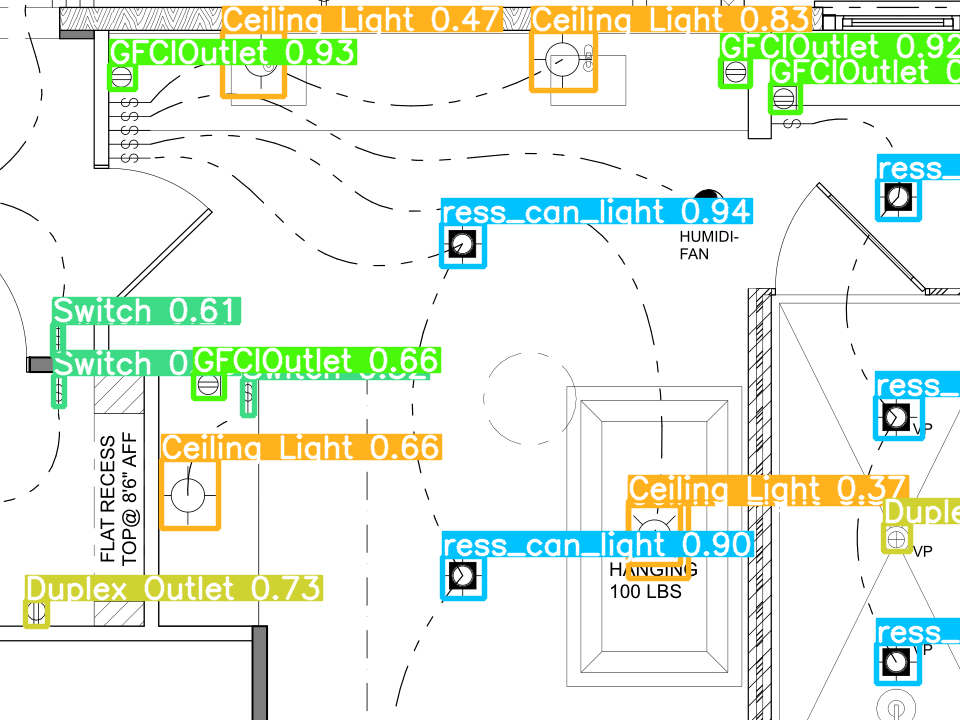 Ceiling Light 0.47
Ceiling Light 0.83
GFCIOutlet 0.93
GFCIOutlet 0.92
GFCIOutlet 0
S
S
S
S
S
S
ress_
ress_can_light 0.94
HUMIDI-
FAN
Switch 0.61
Switch 0.
GFCIOutlet 0.66
ress_
VP
Ceiling Light 0.66
FLAT RECESS
TOP@ 8'6" AFF
Ceiling Light 0.37
Duple
VP
ress_can_light 0.90
HANGING
100 LBS
Duplex Outlet 0.73
ress_
VP